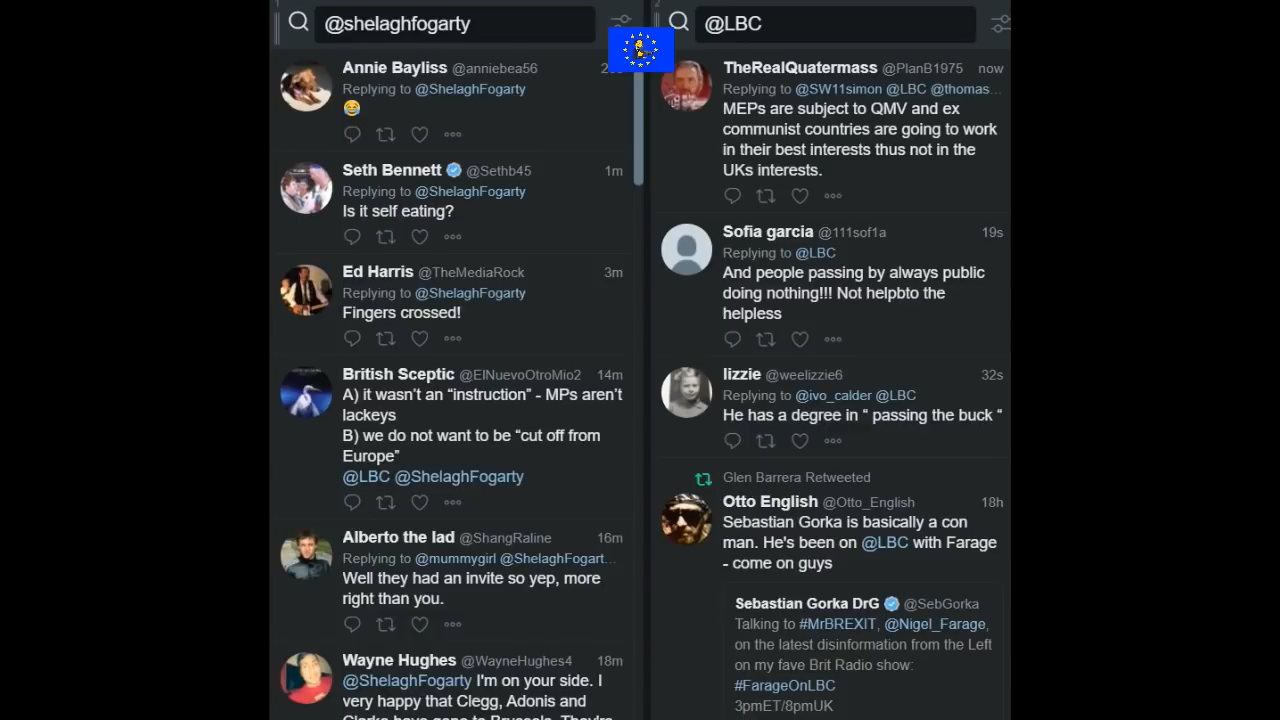 @shelaghfogarty
Annie Bayliss @anniebea56
Replying to @ShelaghFogarty
😂
Seth Bennett @Sethb45 1m
Replying to @ShelaghFogarty
Is it self eating?
Ed Harris @TheMediaRock 3m
Replying to @ShelaghFogarty
Fingers crossed!
British Sceptic @ElNuevoOtroMio2 14m
A) it wasn’t an “instruction” - MPs aren’t
lackeys
B) we do not want to be “cut off from
Europe”
@LBC @ShelaghFogarty
Alberto the lad @ShangRaline 16m
Replying to @mummygirl @ShelaghFogart...
Well they had an invite so yep, more
right than you.
Wayne Hughes @WayneHughes4 18m
@ShelaghFogarty I'm on your side. I
very happy that Clegg, Adonis and
Clarke have gone to Brussels. They're
@LBC
TheRealQuatermass @PlanB1975 now
Replying to @SW11simon @LBC @thomas...
MEPs are subject to QMV and ex
communist countries are going to work
in their best interests thus not in the
UKs interests.
Sofia garcia @111sof1a 19s
Replying to @LBC
And people passing by always public
doing nothing!!! Not helpbto the
helpless
lizzie @weelizzie6 32s
Replying to @ivo_calder @LBC
He has a degree in “ passing the buck “
Glen Barrera Retweeted
Otto English @Otto_English 18h
Sebastian Gorka is basically a con
man. He's been on @LBC with Farage
- come on guys
Sebastian Gorka DrG @SebGorka
Talking to #MrBREXIT, @Nigel_Farage,
on the latest disinformation from the Left
on my fave Brit Radio show:
#FarageOnLBC
3pmET/8pmUK